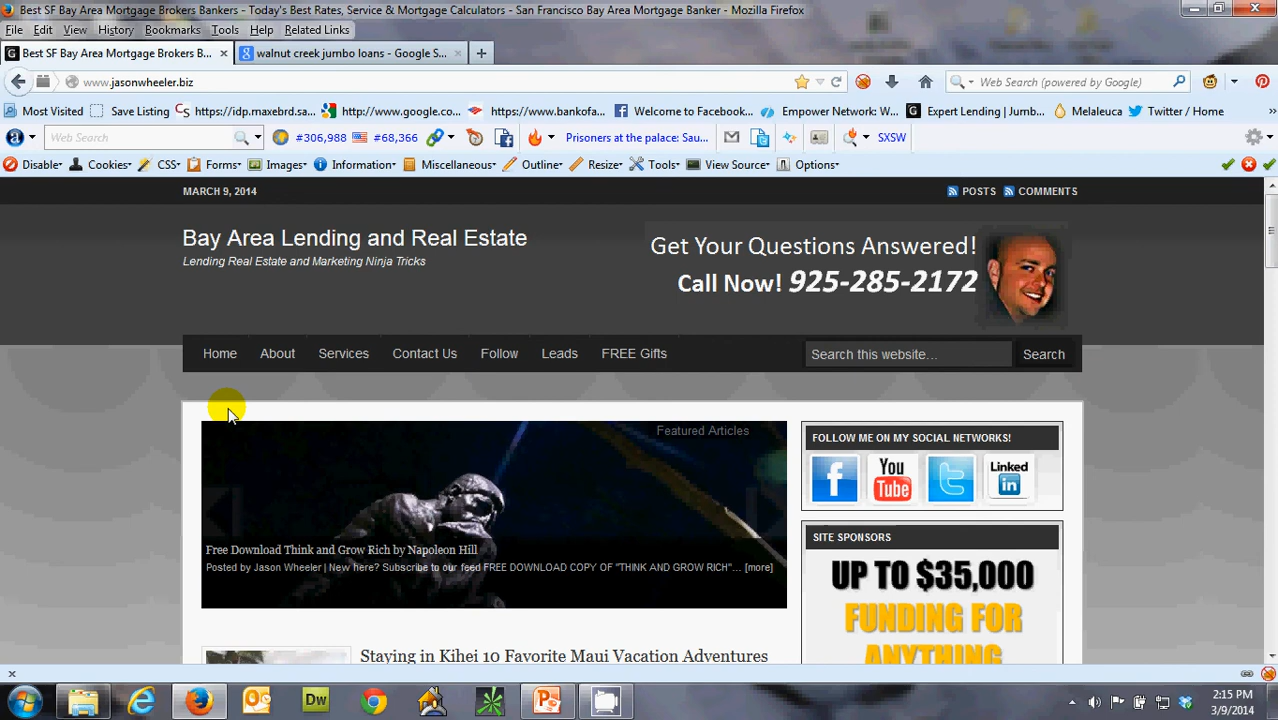 Best SF Bay Area Mortgage Brokers Bankers - Today's Best Rates, Service & Mortgage Calculators - San Francisco Bay Area Mortgage Banker - Mozilla Firefox
File Edit View History Bookmarks Tools Help Related Links
Best SF Bay Area Mortgage Brokers B... walnut creek jumbo loans - Google S...
www.jasonwheeler.biz Web Search (powered by Google)
Most Visited Save Listing https://idp.maxebrd.sa... http://www.google.co... https://www.bankofa... Welcome to Facebook... Empower Network: W... Expert Lending | Jumb... Melaleuca Twitter / Home
Web Search #306,988 #68,366 Prisoners at the palace: Sau... SXSW
Disable Cookies CSS Forms Images Information Miscellaneous Outline Resize Tools View Source Options
MARCH 9, 2014 POSTS COMMENTS
Bay Area Lending and Real Estate
Lending Real Estate and Marketing Ninja Tricks
Get Your Questions Answered!
Call Now! 925-285-2172
Home About Services Contact Us Follow Leads FREE Gifts Search this website... Search
Featured Articles
Free Download Think and Grow Rich by Napoleon Hill
Posted by Jason Wheeler | New here? Subscribe to our feed FREE DOWNLOAD COPY OF "THINK AND GROW RICH"... [more]
FOLLOW ME ON MY SOCIAL NETWORKS!
You Tube
Linked in
SITE SPONSORS
UP TO $35,000
FUNDING FOR
ANYTHING
Staying in Kihei 10 Favorite Maui Vacation Adventures
Dw
2:15 PM
3/9/2014